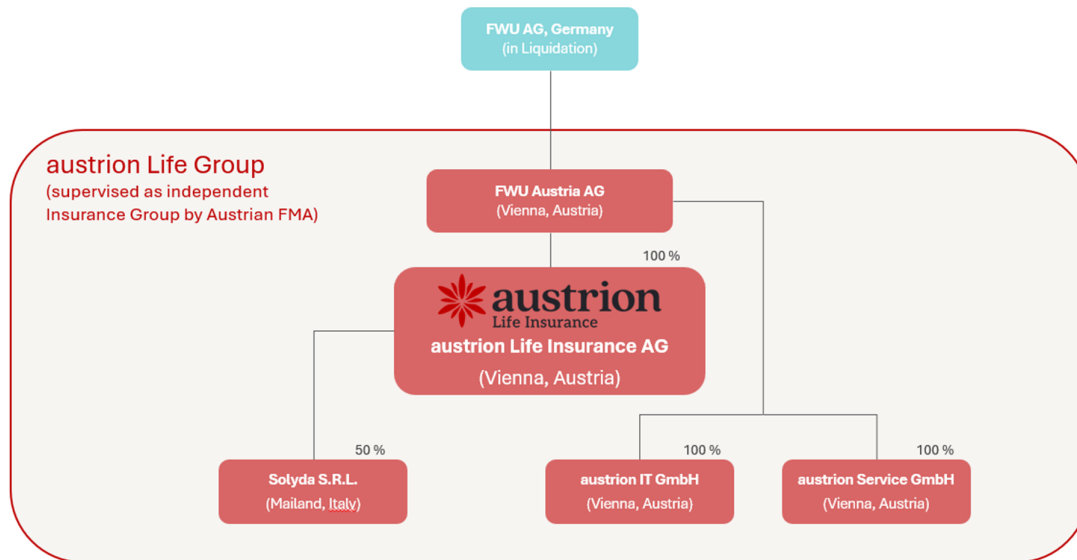 FWU AG, Germany
(in Liquidation)
austrion Life Group
(supervised as independent
Insurance Group by Austrian FMA)
FWU Austria AG
(Vienna, Austria)
100 %
austrion
Life Insurance
austrion Life Insurance AG
(Vienna, Austria)
50 %
100 %
100 %
Solyda S.R.L.
(Mailand, Italy)
austrion IT GmbH
(Vienna, Austria)
austrion Service GmbH
(Vienna, Austria)